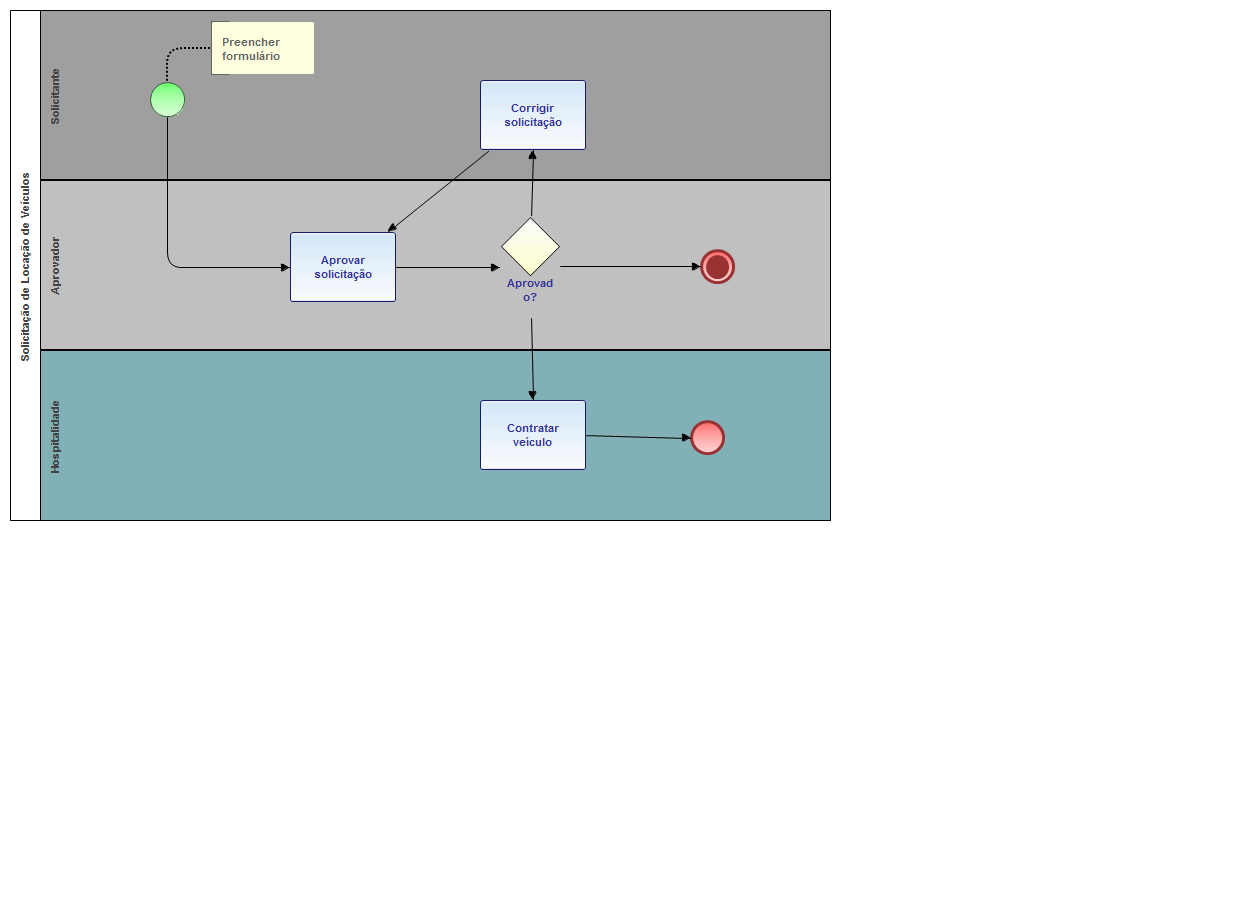 Solicitação de Locação de Veículos
Solicitante
Preencher
formulário
Corrigir
solicitação
Aprovador
Aprovar
solicitação
Aprovad
o?
Hospitalidade
Contratar
veículo